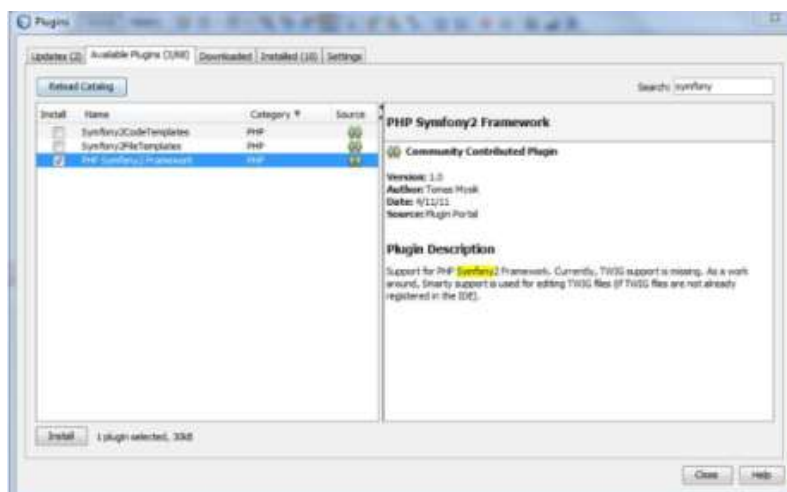 Plugins
Updates (2) Available Plugins (3/68) Downloaded Installed (10) Settings
Reload Catalog
Search: symfony
Install Name Category Source
Symfony2CodeTemplates PHP
Symfony2FileTemplates PHP
PHP Symfony2 Framework PHP
PHP Symfony2 Framework
Community Contributed Plugin
Version: 1.0
Author: Tomas Mysik
Date: 4/11/11
Source: Plugin Portal
Plugin Description
Support for PHP Symfony2 Framework. Currently, TWIG support is missing. As a work
around, Smarty support is used for editing TWIG files (if TWIG files are not already
registered in the IDE).
Install 1 plugin selected, 30kB
Close Help